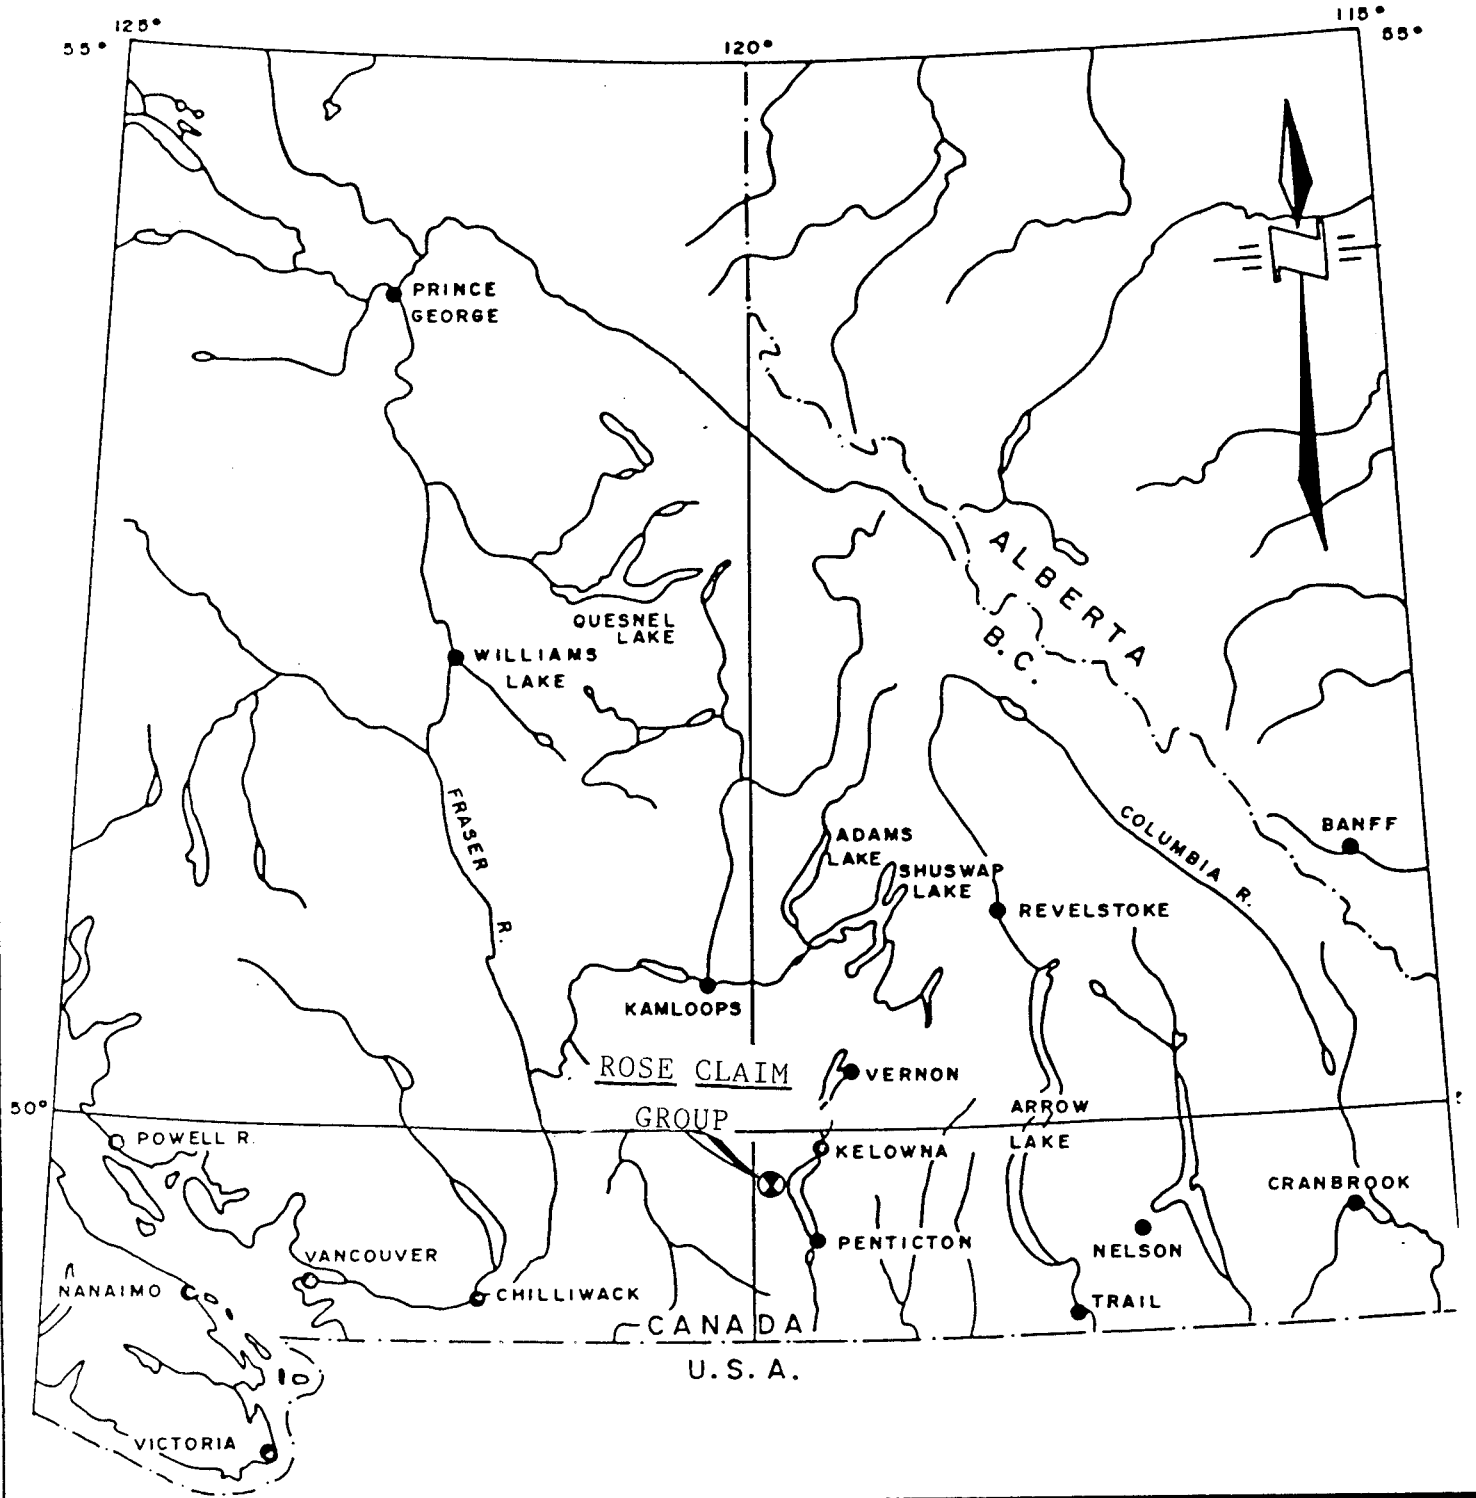 125°
115°
55°
120°
55°
PRINCE
GEORGE
ALBERTA
B.C.
QUESNEL
LAKE
WILLIAMS
LAKE
FRASER R.
COLUMBIA R.
BANFF
ADAMS
LAKE
SHUSWAP
LAKE
REVELSTOKE
KAMLOOPS
ROSE CLAIM
GROUP
VERNON
50°
ARROW
LAKE
POWELL R.
KELOWNA
CRANBROOK
PENTICTON
NELSON
VANCOUVER
NANAIMO
CHILLIWACK
TRAIL
CANADA
U.S.A.
VICTORIA